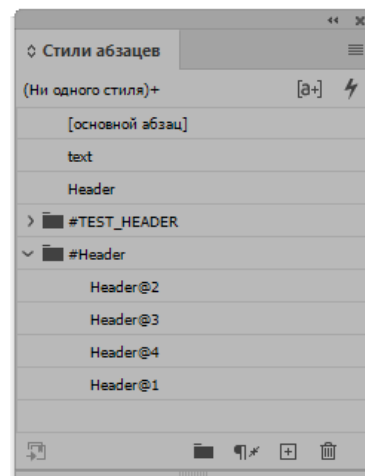 Стили абзацев
(Ни одного стиля)+
[a+]
[основной абзац]
text
Header
#TEST_HEADER
#Header
Header@2
Header@3
Header@4
Header@1